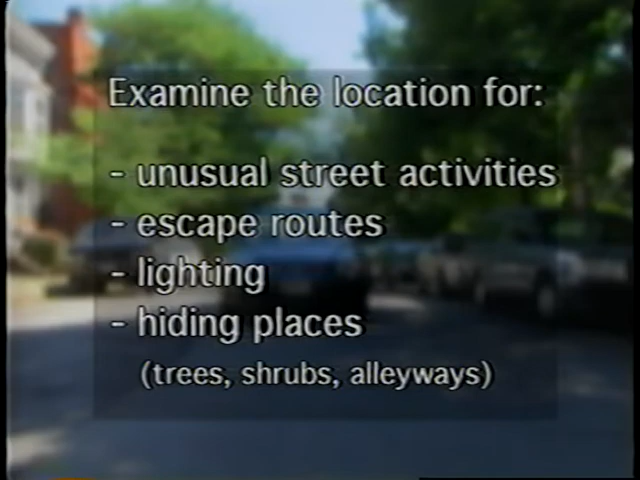 Examine the location for:
- unusual street activities
- escape routes
- lighting
- hiding places
(trees, shrubs, alleyways)